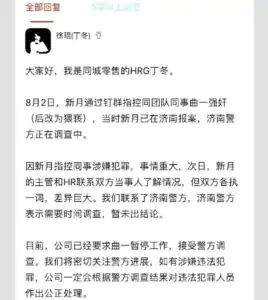 全部回复
徐琨(丁冬)
大家好，我是同城零售的HRG丁冬。
8月2日，新月通过钉群指控同团队同事曲一强奸
（后改为猥亵），当时新月已在济南报案，济南警
方正在调查中。
因新月指控同事涉嫌犯罪，事情重大，次日，新月
的主管和HR联系双方当事人了解情况，但双方各执
一词，差异巨大。我们联系了济南警方，济南警方
表示需要时间调查，暂未出结论。
目前，公司已经要求曲一暂停工作，接受警方调
查。我们将密切关注警方进展，如有涉嫌违法犯
罪，公司一定会根据警方调查结果对违法犯罪人员
作出公正处理。